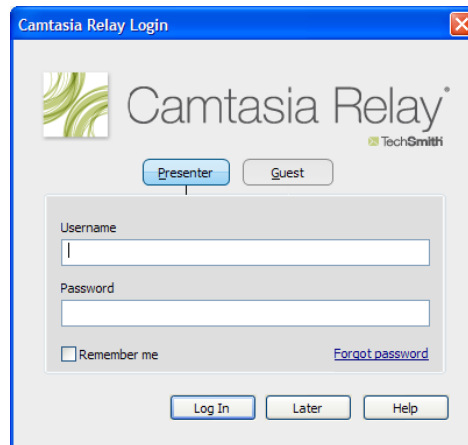 Camtasia Relay Login
Camtasia Relay®
TechSmith
Presenter Guest
Username
Password
Remember me Forgot password
Log In Later Help